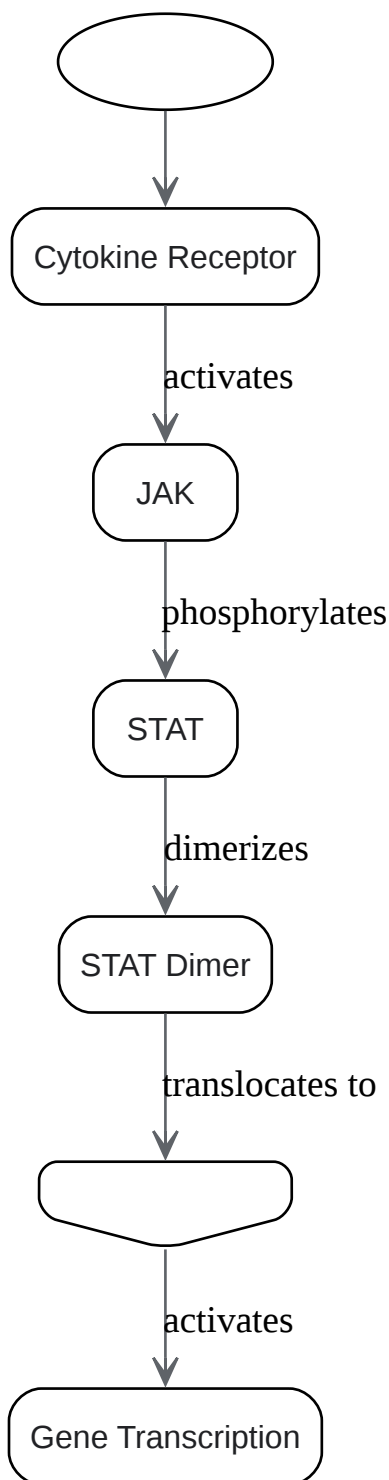 Cytokine Receptor
activates
JAK
phosphorylates
STAT
dimerizes
STAT Dimer
translocates to
activates
Gene Transcription